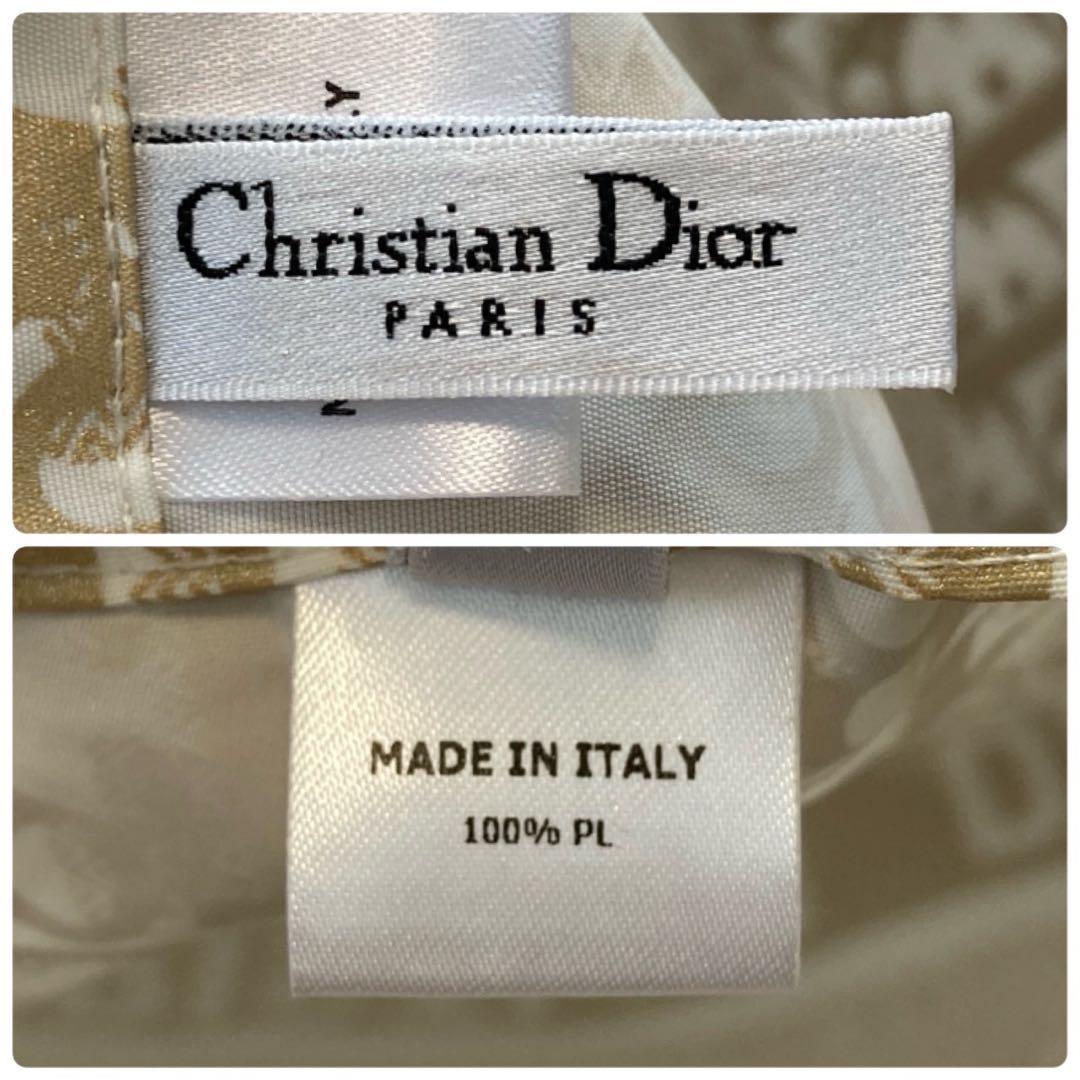 Y
Christian Dior
PARIS
MADE IN ITALY
100% PL